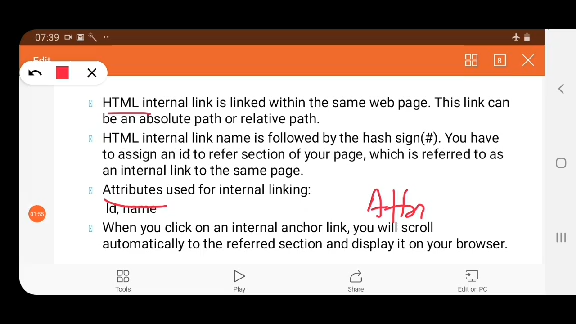 07:39
Edit
HTML internal link is linked within the same web page. This link can
be an absolute path or relative path.
HTML internal link name is followed by the hash sign(#). You have
to assign an id to refer section of your page, which is referred to as
an internal link to the same page.
Attributes used for internal linking:
Id, name
When you click on an internal anchor link, you will scroll
automatically to the referred section and display it on your browser.
Tools Play Share Edit on PC